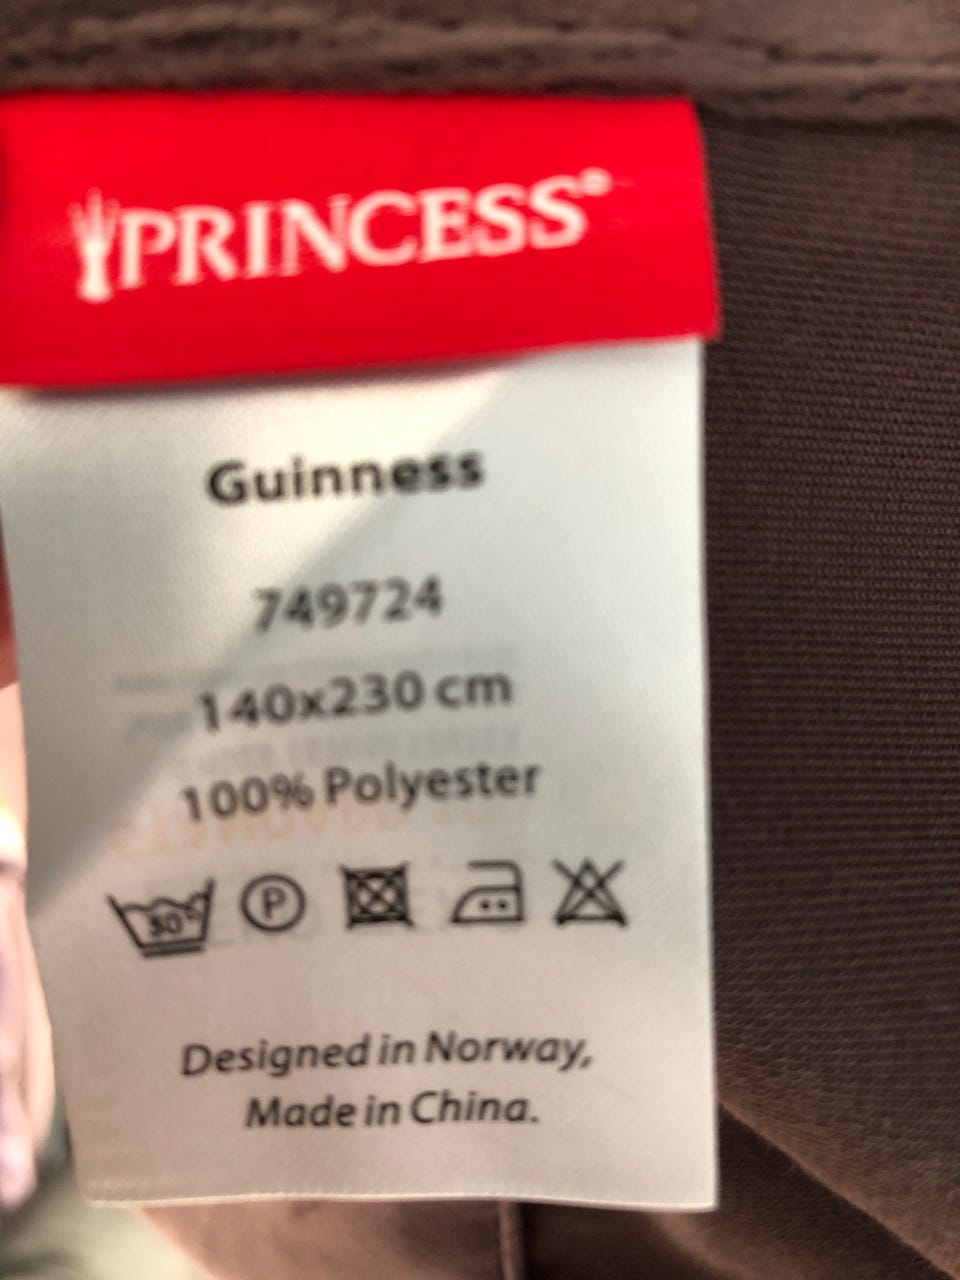 PRINCESS®
Guinness
749724
140x230 cm
100% Polyester
30° P
Designed in Norway,
Made in China.